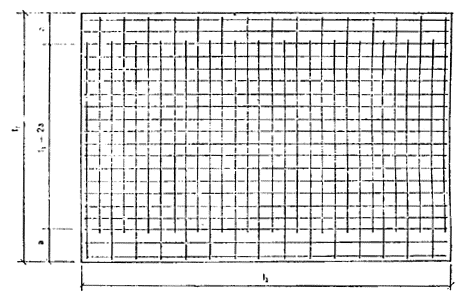 l₁
l₁ – 2a
a
l₂